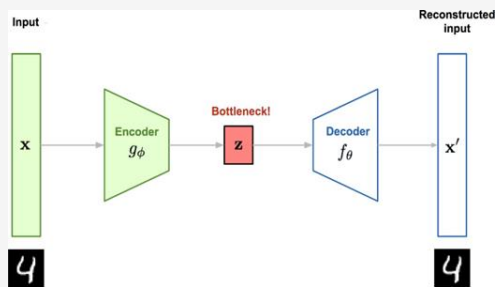 Input
Reconstructed
input
Bottleneck!
Encoder
Decoder
x
gϕ
z
fθ
x′
4
4